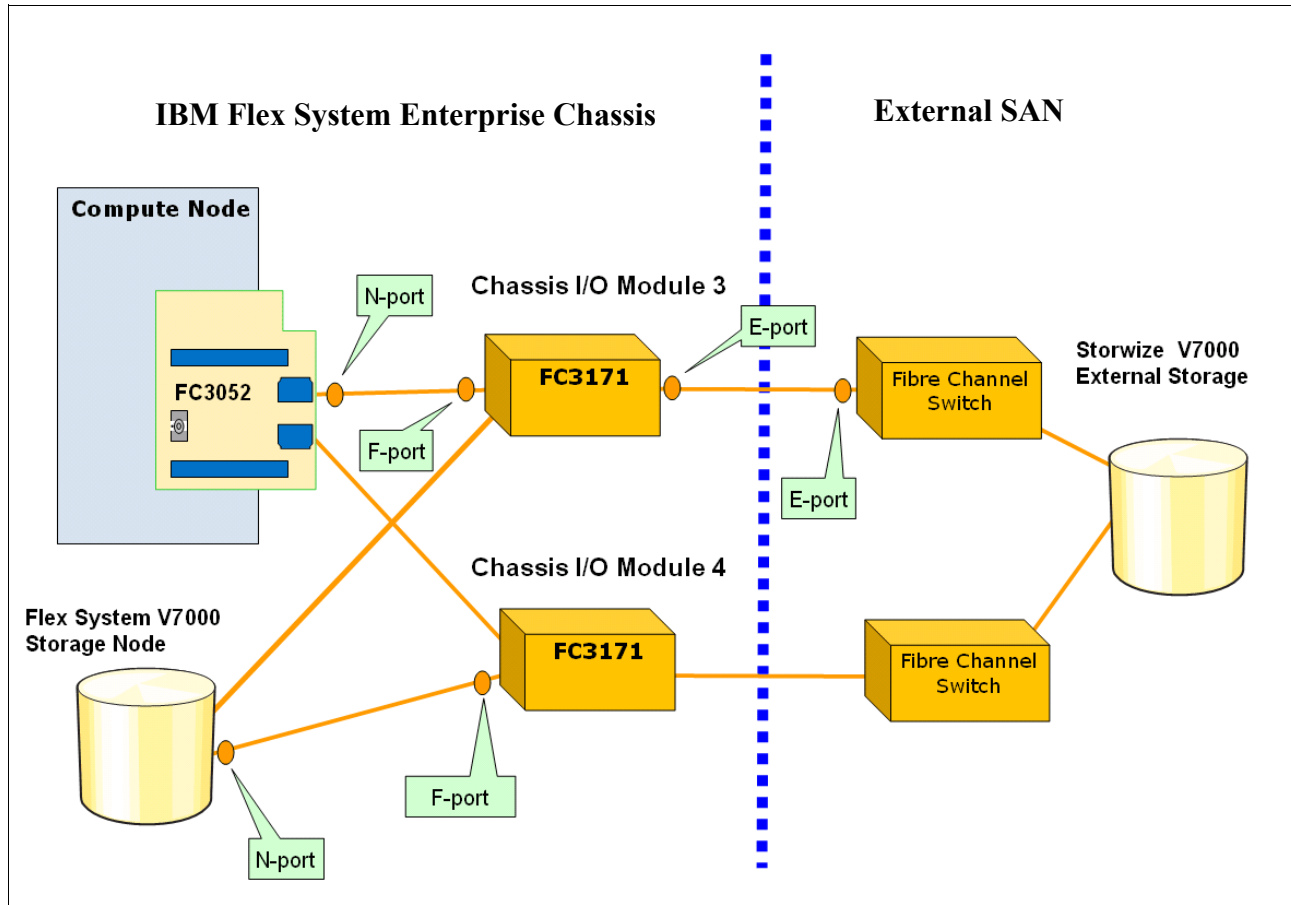 IBM Flex System Enterprise Chassis
External SAN
Compute Node
FC3052
N-port
F-port
Chassis I/O Module 3
FC3171
E-port
E-port
Fibre Channel
Switch
Storwize V7000
External Storage
Chassis I/O Module 4
FC3171
Fibre Channel
Switch
Flex System V7000
Storage Node
F-port
N-port